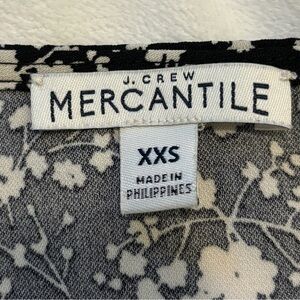 J.CREW
MERCANTILE
XXS
MADE IN
PHILIPPINES